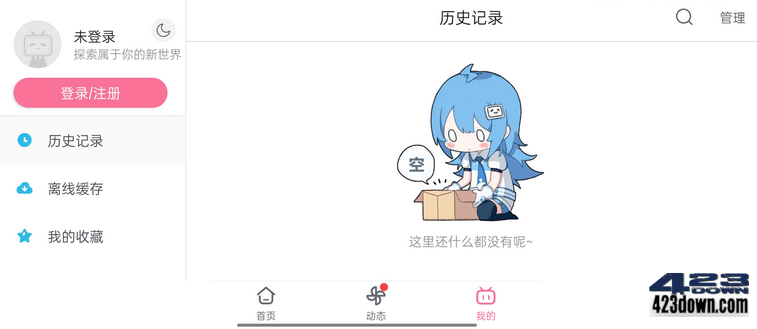 未登录
探索属于你的新世界
登录/注册
历史记录
离线缓存
我的收藏
历史记录
管理
空
这里还什么都没有呢~
首页
动态
我的
423
DOWN
423down.com